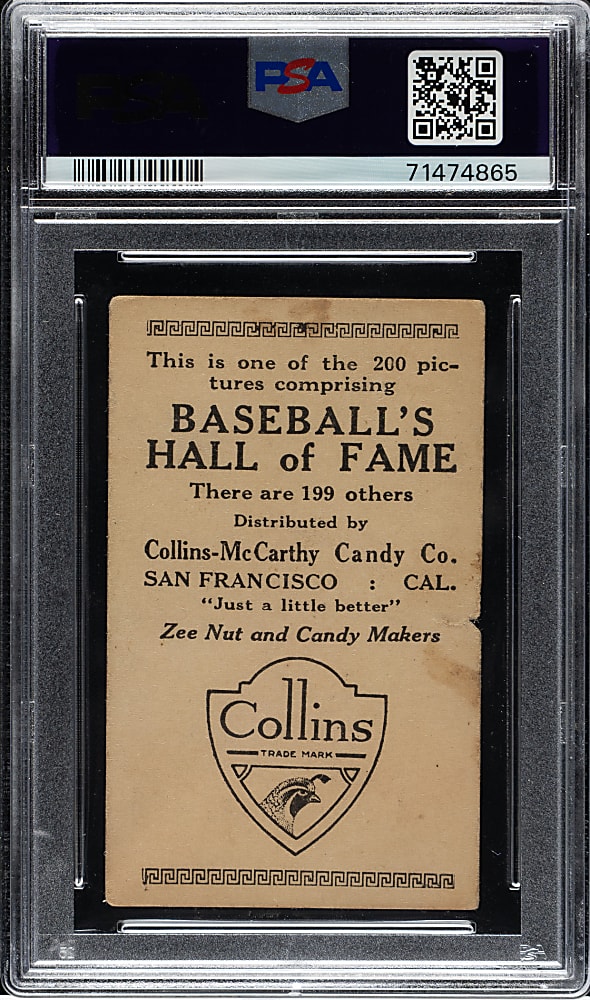 PSA
71474865
This is one of the 200 pic-
tures comprising
BASEBALL'S
HALL of FAME
There are 199 others
Distributed by
Collins-McCarthy Candy Co.
SAN FRANCISCO : CAL.
"Just a little better"
Zee Nut and Candy Makers
Collins
TRADE MARK